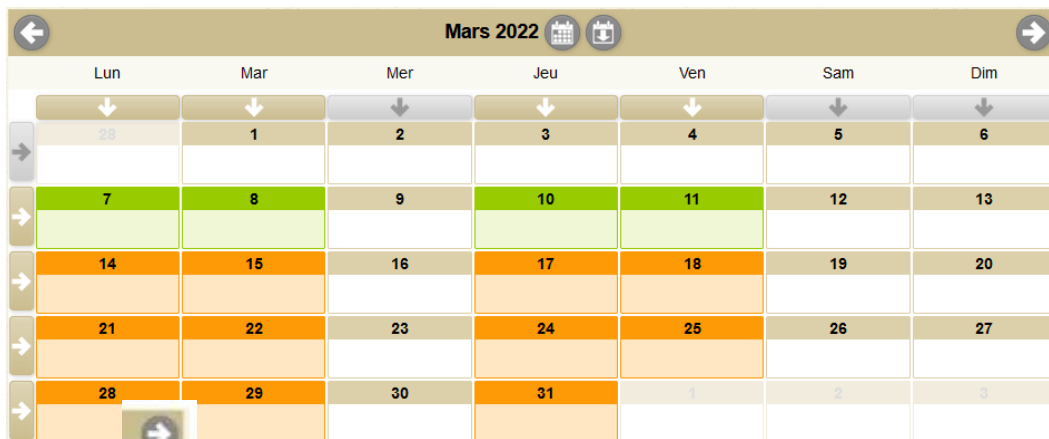 Mars 2022
Lun Mar Mer Jeu Ven Sam Dim
28 1 2 3 4 5 6
7 8 9 10 11 12 13
14 15 16 17 18 19 20
21 22 23 24 25 26 27
28 29 30 31 1 2 3